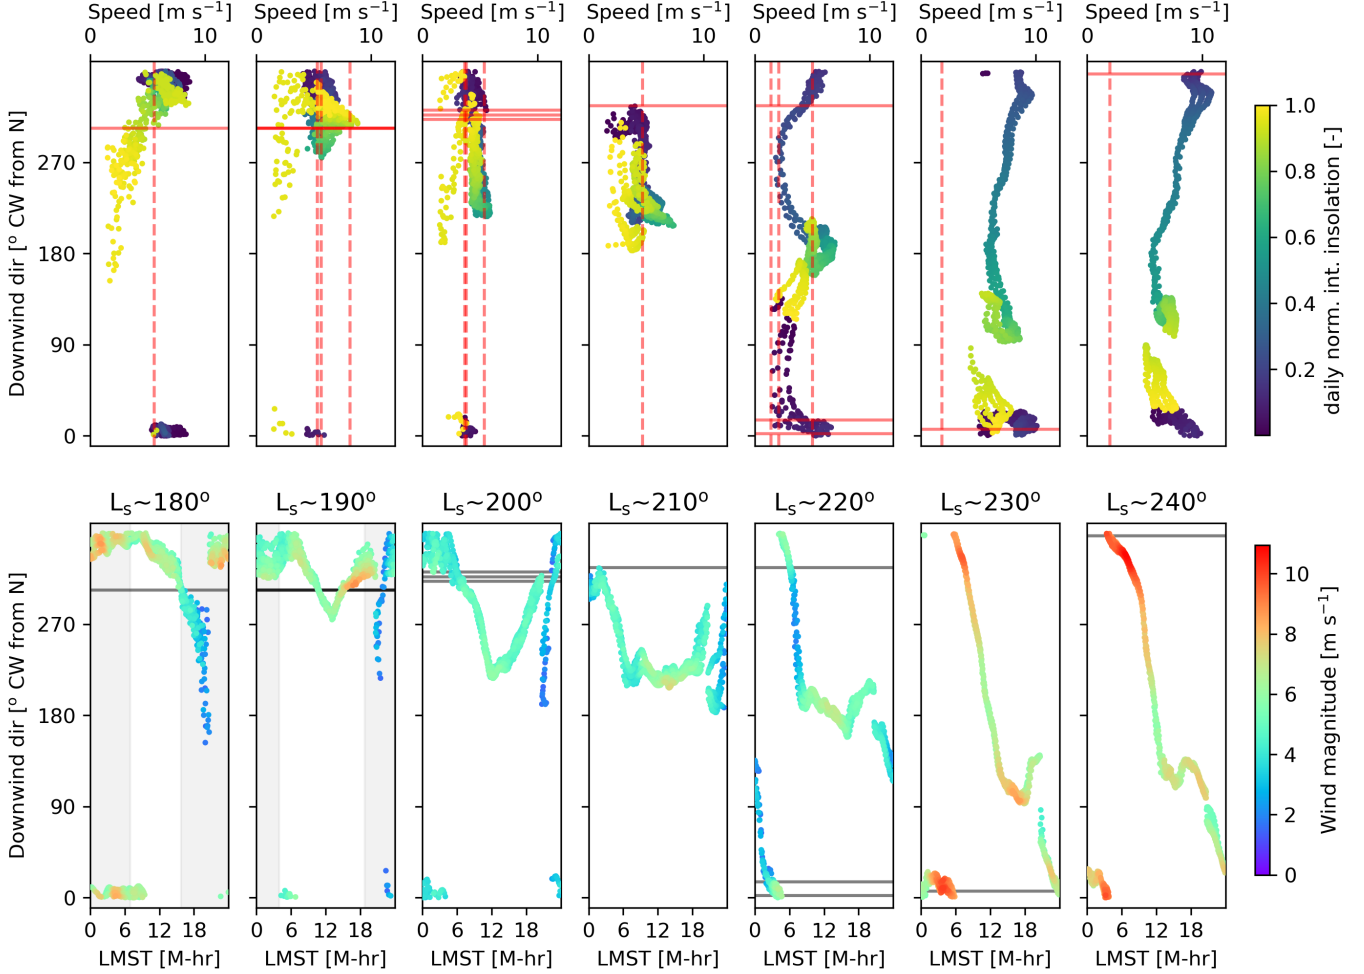 Speed [m s⁻¹] Speed [m s⁻¹] Speed [m s⁻¹] Speed [m s⁻¹] Speed [m s⁻¹] Speed [m s⁻¹] Speed [m s⁻¹]
0 10 0 10 0 10 0 10 0 10 0 10 0 10
Downwind dir [° CW from N]
270
180
90
0
1.0
0.8
0.6
0.4
0.2
daily norm. int. insolation [-]
Lₛ~180° Lₛ~190° Lₛ~200° Lₛ~210° Lₛ~220° Lₛ~230° Lₛ~240°
Downwind dir [° CW from N]
270
180
90
0
0 6 12 18 6 12 18 6 12 18 6 12 18 6 12 18 6 12 18 6 12 18
LMST [M-hr] LMST [M-hr] LMST [M-hr] LMST [M-hr] LMST [M-hr] LMST [M-hr] LMST [M-hr]
10
8
6
4
2
0
Wind magnitude [m s⁻¹]